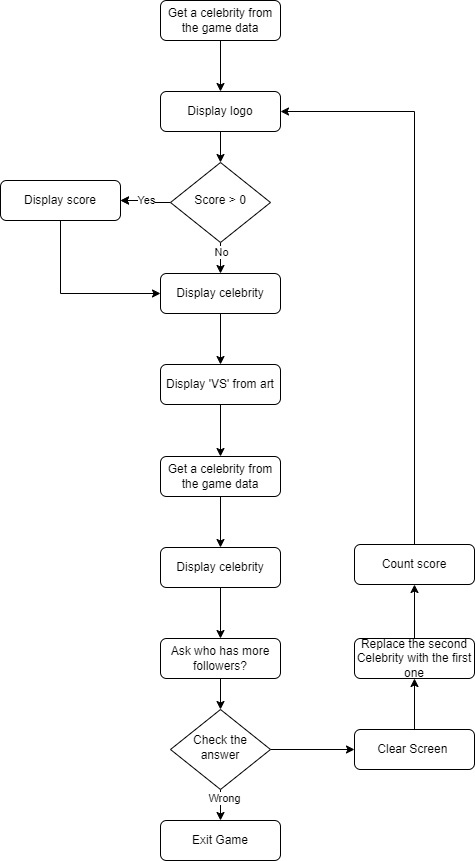 Get a celebrity from
the game data
Display logo
Display score
Yes
Score > 0
No
Display celebrity
Display 'VS' from art
Get a celebrity from
the game data
Display celebrity
Count score
Ask who has more
followers?
Replace the second
Celebrity with the first
one
Check the
answer
Clear Screen
Wrong
Exit Game